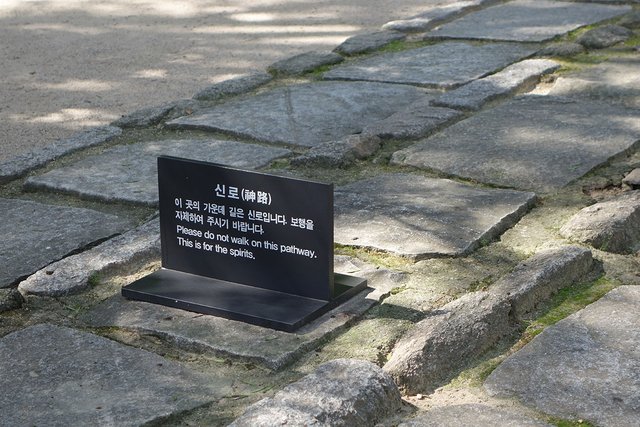 신로(神路)
이 곳의 가운데 길은 신로입니다. 보행을
자제하여 주시기 바랍니다.
Please do not walk on this pathway.
This is for the spirits.